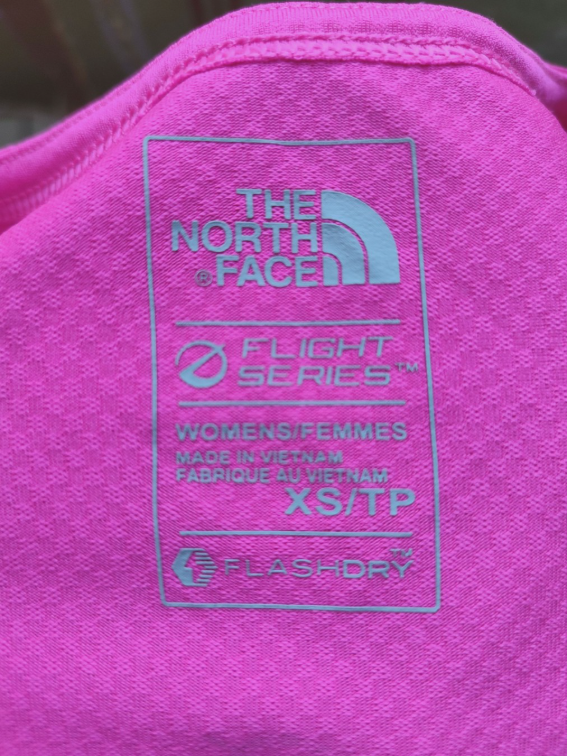 THE
NORTH
®FACE
FLIGHT
SERIES™
WOMENS/FEMMES
MADE IN VIETNAM
FABRIQUE AU VIETNAM
XS/TP
FLASHDRY™